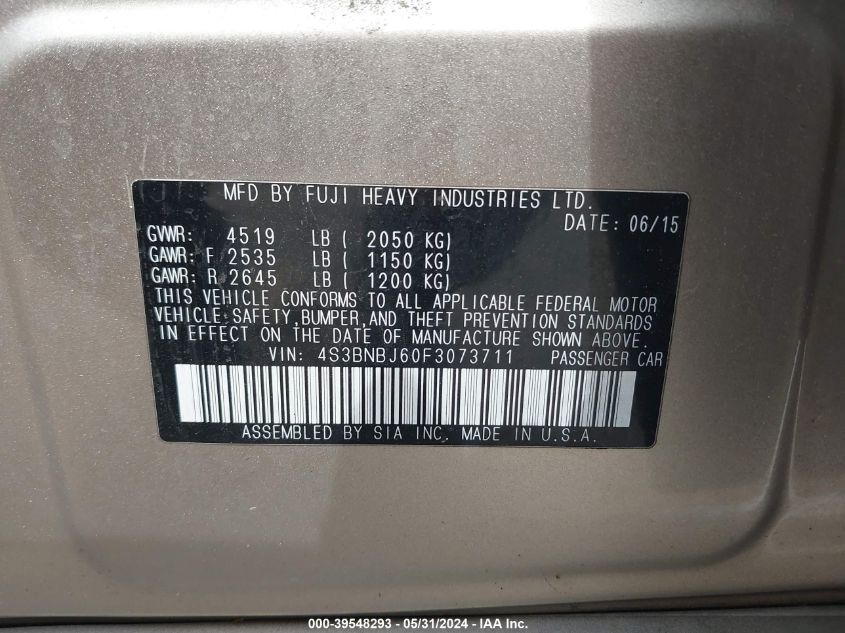 MFD BY FUJI HEAVY INDUSTRIES LTD.
DATE: 06/15
GVWR: 4519 LB ( 2050 KG)
GAWR: F 2535 LB ( 1150 KG)
GAWR: R 2645 LB ( 1200 KG)
THIS VEHICLE CONFORMS TO ALL APPLICABLE FEDERAL MOTOR
VEHICLE SAFETY, BUMPER, AND THEFT PREVENTION STANDARDS
IN EFFECT ON THE DATE OF MANUFACTURE SHOWN ABOVE.
VIN: 4S3BNBJ60F3073711 PASSENGER CAR
ASSEMBLED BY SIA INC. MADE IN U.S.A.
000-39548293 - 05/31/2024 - IAA Inc.